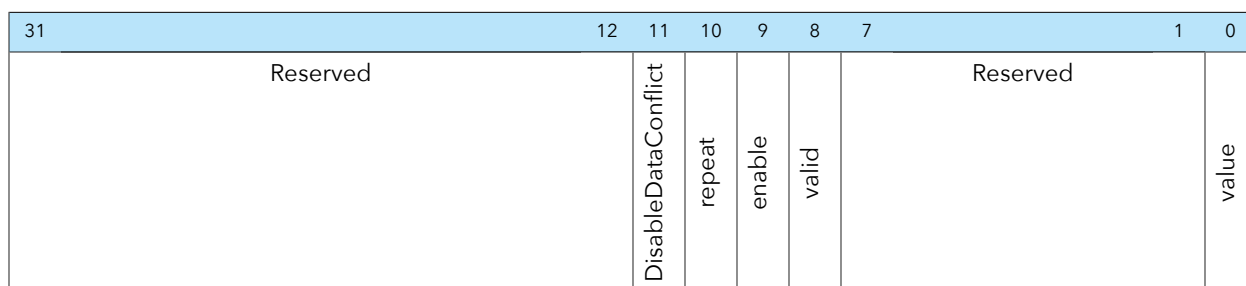 31 12 11 10 9 8 7 1 0
Reserved DisableDataConflict repeat enable valid Reserved value